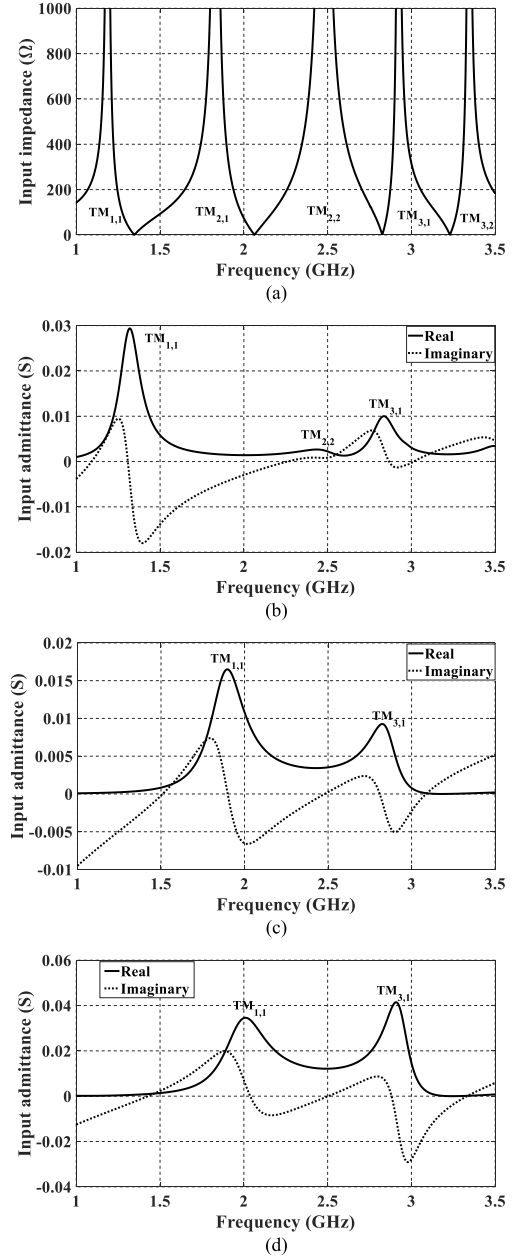 1000
800
600
400
200
0
Input impedance (Ω)
TM1,1
TM2,1
TM2,2
TM3,1
TM3,2
1 1.5 2 2.5 3 3.5
Frequency (GHz)
(a)
0.03
0.02
0.01
0
-0.01
-0.02
Input admittance (S)
TM1,1
TM2,2
TM3,1
Real
Imaginary
1 1.5 2 2.5 3 3.5
Frequency (GHz)
(b)
0.02
0.015
0.01
0.005
0
-0.005
-0.01
Input admittance (S)
TM1,1
TM3,1
Real
Imaginary
1 1.5 2 2.5 3 3.5
Frequency (GHz)
(c)
0.06
0.04
0.02
0
-0.02
-0.04
Input admittance (S)
Real
Imaginary
TM1,1
TM3,1
1 1.5 2 2.5 3 3.5
Frequency (GHz)
(d)